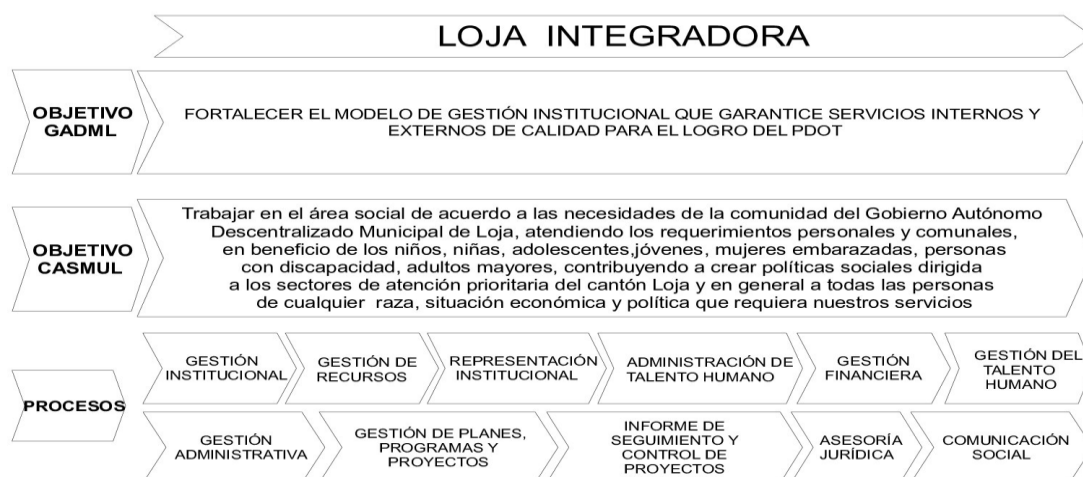 LOJA INTEGRADORA
OBJETIVO
GADML
FORTALECER EL MODELO DE GESTIÓN INSTITUCIONAL QUE GARANTICE SERVICIOS INTERNOS Y
EXTERNOS DE CALIDAD PARA EL LOGRO DEL PDOT
OBJETIVO
CASMUL
Trabajar en el área social de acuerdo a las necesidades de la comunidad del Gobierno Autónomo
Descentralizado Municipal de Loja, atendiendo los requerimientos personales y comunales,
en beneficio de los niños, niñas, adolescentes,jóvenes, mujeres embarazadas, personas
con discapacidad, adultos mayores, contribuyendo a crear políticas sociales dirigida
a los sectores de atención prioritaria del cantón Loja y en general a todas las personas
de cualquier raza, situación económica y política que requiera nuestros servicios
PROCESOS
GESTIÓN
INSTITUCIONAL
GESTIÓN DE
RECURSOS
REPRESENTACIÓN
INSTITUCIONAL
ADMINISTRACIÓN DE
TALENTO HUMANO
GESTIÓN
FINANCIERA
GESTIÓN DEL
TALENTO
HUMANO
GESTIÓN
ADMINISTRATIVA
GESTIÓN DE PLANES,
PROGRAMAS Y
PROYECTOS
INFORME DE
SEGUIMIENTO Y
CONTROL DE
PROYECTOS
ASESORÍA
JURÍDICA
COMUNICACIÓN
SOCIAL